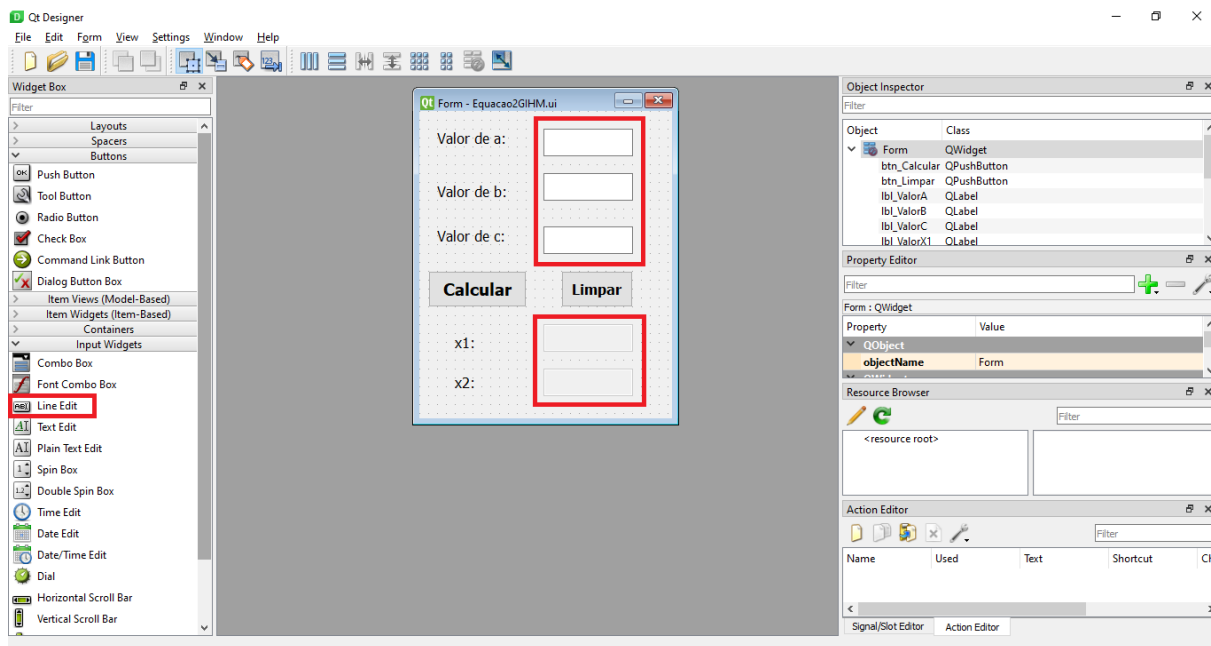 Qt Designer
File Edit Form View Settings Window Help
Widget Box
Filter
Layouts
Spacers
Buttons
Push Button
Tool Button
Radio Button
Check Box
Command Link Button
Dialog Button Box
Item Views (Model-Based)
Item Widgets (Item-Based)
Containers
Input Widgets
Combo Box
Font Combo Box
Line Edit
Text Edit
Plain Text Edit
Spin Box
Double Spin Box
Time Edit
Date Edit
Date/Time Edit
Dial
Horizontal Scroll Bar
Vertical Scroll Bar
Form - Equacao2GIHM.ui
Valor de a:
Valor de b:
Valor de c:
Calcular Limpar
x1:
x2:
Object Inspector
Filter
Object Class
Form QWidget
btn_Calcular QPushButton
btn_Limpar QPushButton
lbl_ValorA QLabel
lbl_ValorB QLabel
lbl_ValorC QLabel
lbl_ValorX1 QLabel
Property Editor
Filter
Form : QWidget
Property Value
QObject
objectName Form
Resource Browser
Filter
<resource root>
Action Editor
Filter
Name Used Text Shortcut
Signal/Slot Editor Action Editor